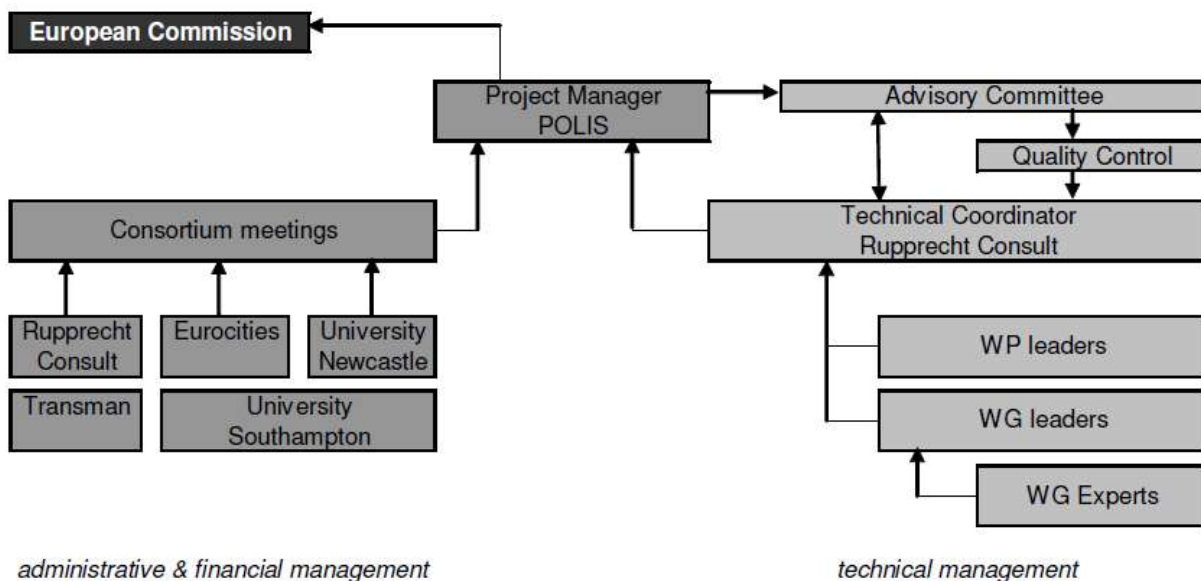 European Commission
Project Manager
POLIS
Advisory Committee
Quality Control
Consortium meetings
Technical Coordinator
Rupprecht Consult
Rupprecht
Consult
Eurocities
University
Newcastle
WP leaders
Transman
University
Southampton
WG leaders
WG Experts
administrative & financial management
technical management